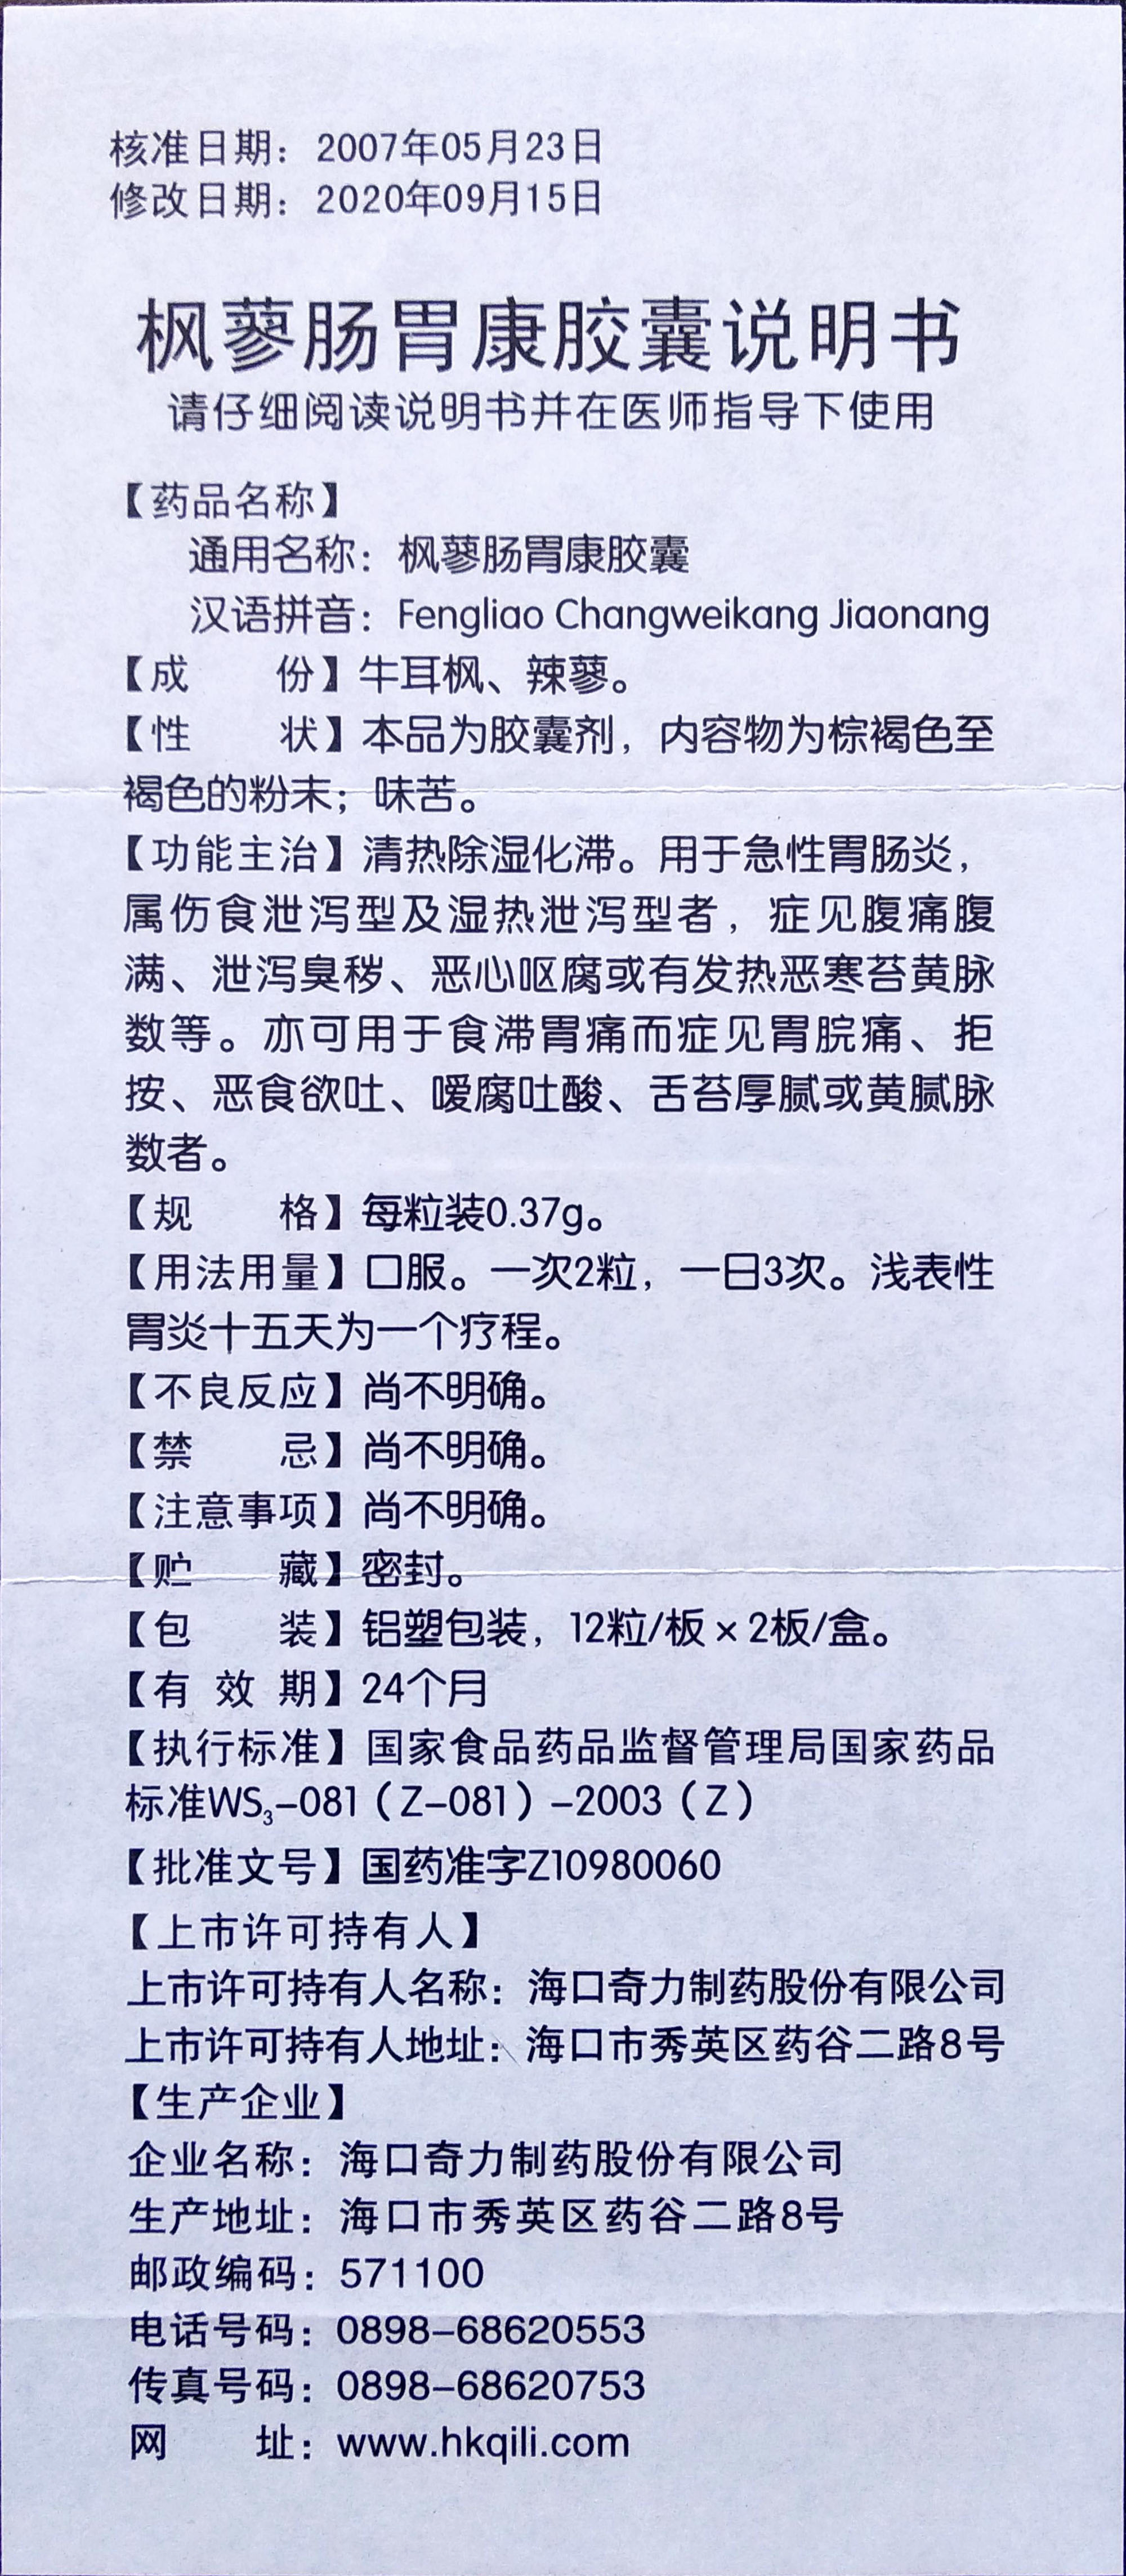 核准日期：2007年05月23日
修改日期：2020年09月15日
枫蓼肠胃康胶囊说明书
请仔细阅读说明书并在医师指导下使用
【药品名称】
通用名称：枫蓼肠胃康胶囊
汉语拼音：Fengliao Changweikang Jiaonang
【成　　份】牛耳枫、辣蓼。
【性　　状】本品为胶囊剂，内容物为棕褐色至
褐色的粉末；味苦。
【功能主治】清热除湿化滞。用于急性胃肠炎，
属伤食泄泻型及湿热泄泻型者，症见腹痛腹
满、泄泻臭秽、恶心呕腐或有发热恶寒苔黄脉
数等。亦可用于食滞胃痛而症见胃脘痛、拒
按、恶食欲吐、嗳腐吐酸、舌苔厚腻或黄腻脉
数者。
【规　　格】每粒装0.37g。
【用法用量】口服。一次2粒，一日3次。浅表性
胃炎十五天为一个疗程。
【不良反应】尚不明确。
【禁　　忌】尚不明确。
【注意事项】尚不明确。
【贮　　藏】密封。
【包　　装】铝塑包装，12粒/板×2板/盒。
【有 效 期】24个月
【执行标准】国家食品药品监督管理局国家药品
标准WS₃-081（Z-081）-2003（Z）
【批准文号】国药准字Z10980060
【上市许可持有人】
上市许可持有人名称：海口奇力制药股份有限公司
上市许可持有人地址：海口市秀英区药谷二路8号
【生产企业】
企业名称：海口奇力制药股份有限公司
生产地址：海口市秀英区药谷二路8号
邮政编码：571100
电话号码：0898-68620553
传真号码：0898-68620753
网　　址：www.hkqili.com